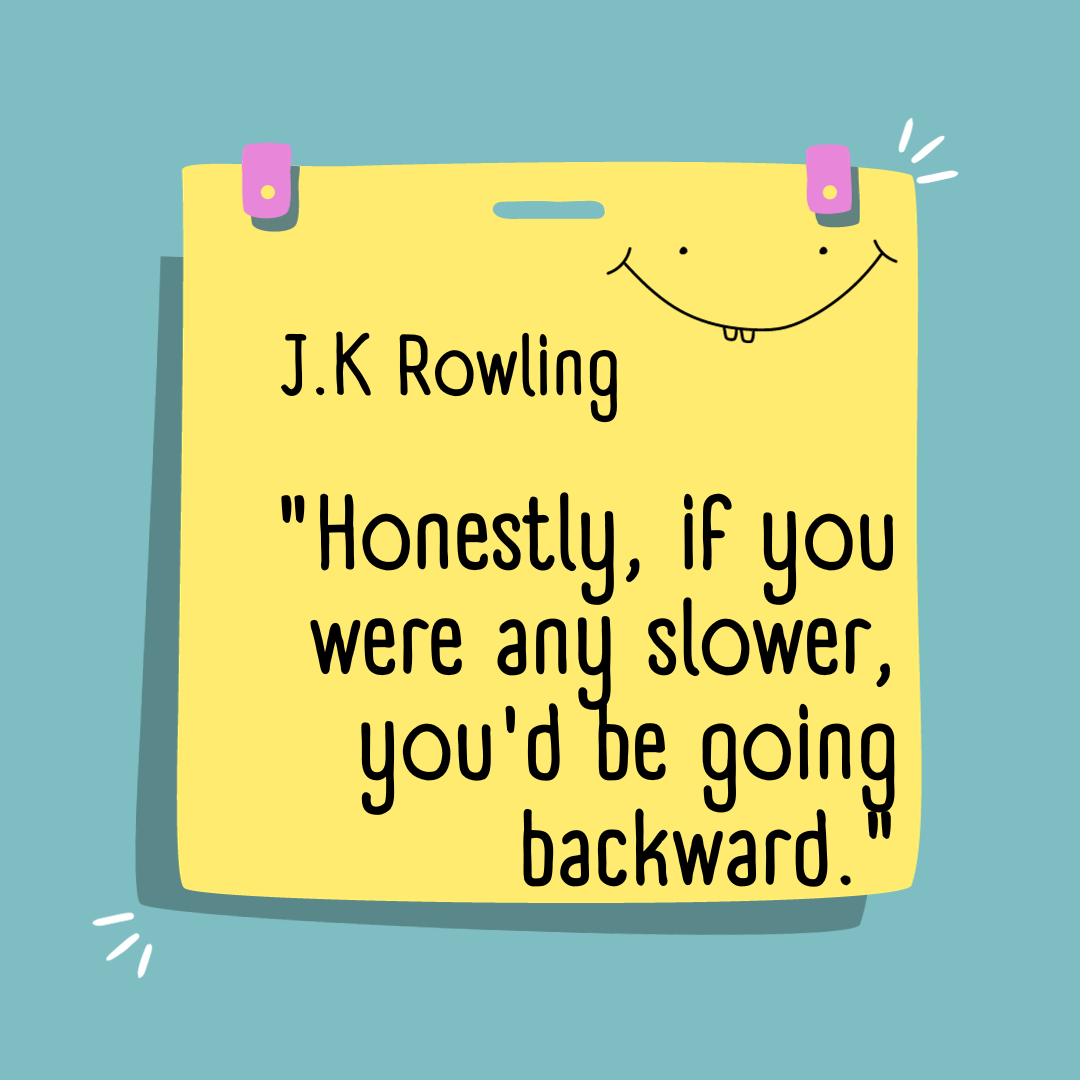 J.K Rowling
"Honestly, if you
were any slower,
you'd be going
backward."